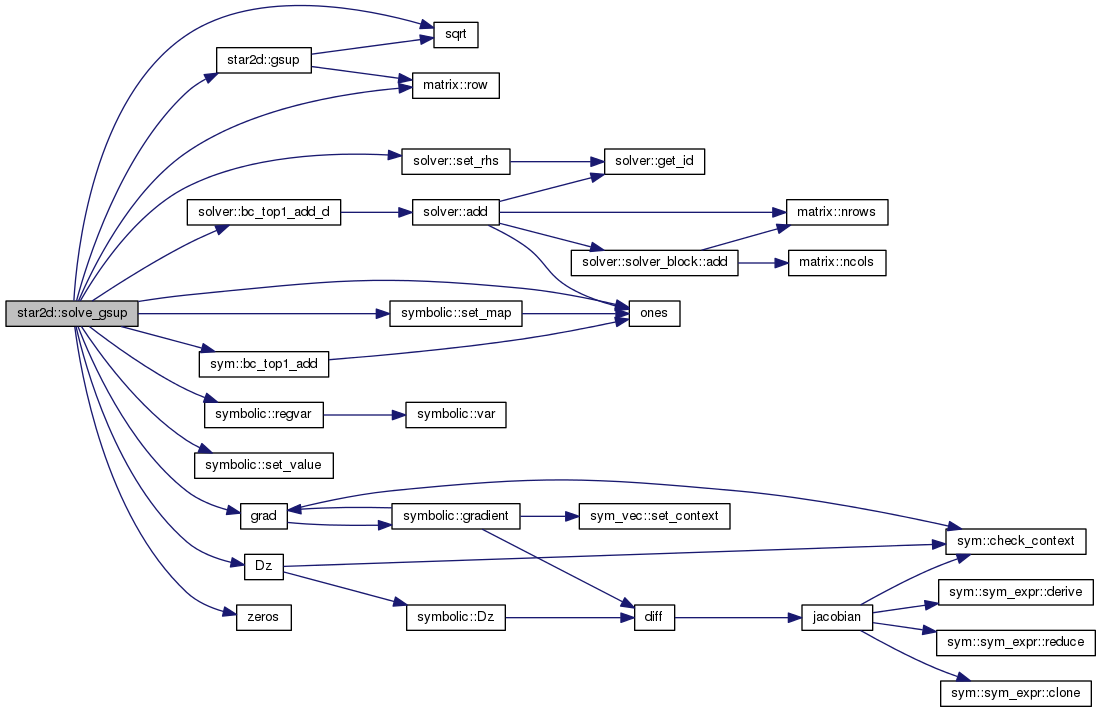 sqrt
star2d::gsup
matrix::row
solver::set_rhs
solver::get_id
solver::bc_top1_add_d
solver::add
matrix::nrows
solver::solver_block::add
matrix::ncols
star2d::solve_gsup
symbolic::set_map
ones
sym::bc_top1_add
symbolic::regvar
symbolic::var
symbolic::set_value
grad
symbolic::gradient
sym_vec::set_context
sym::check_context
Dz
sym::sym_expr::derive
zeros
symbolic::Dz
diff
jacobian
sym::sym_expr::reduce
sym::sym_expr::clone